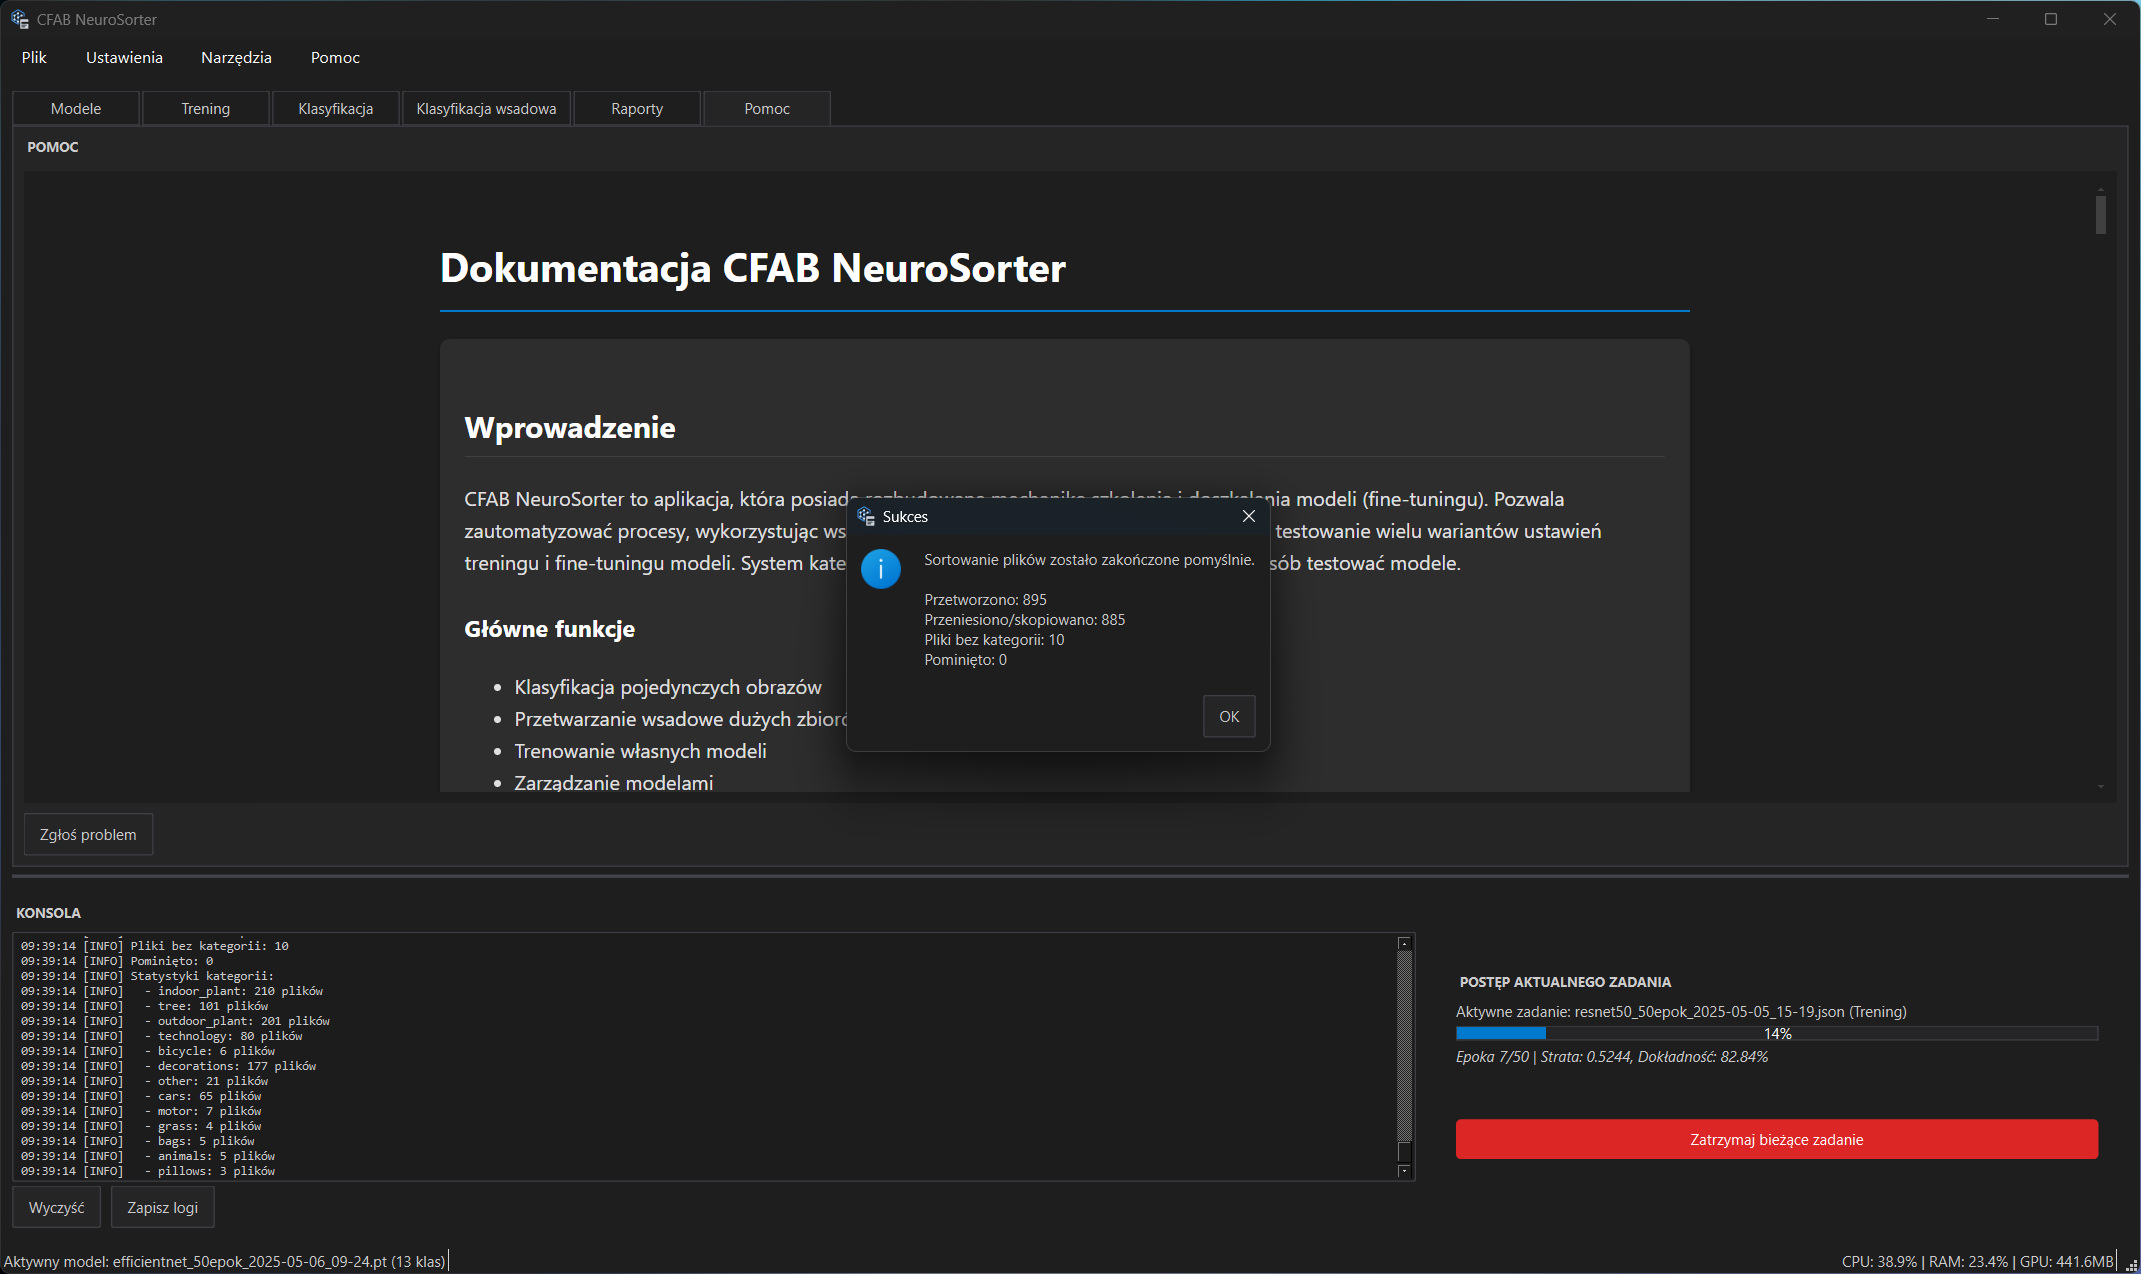 CFAB NeuroSorter
Plik Ustawienia Narzędzia Pomoc
Modele Trening Klasyfikacja Klasyfikacja wsadowa Raporty Pomoc
POMOC
Dokumentacja CFAB NeuroSorter
Wprowadzenie
CFAB NeuroSorter to aplikacja, która posiada rozbudowaną mechanikę szkolenia i doszkalania modeli (fine-tuningu). Pozwala
zautomatyzować procesy, wykorzystując testowanie wielu wariantów ustawień
treningu i fine-tuningu modeli. System testować modele.
Główne funkcje
• Klasyfikacja pojedynczych obrazów
• Przetwarzanie wsadowe dużych
• Trenowanie własnych modeli
• Zarządzanie modelami
Sukces
Sortowanie plików zostało zakończone pomyślnie.
Przetworzono: 895
Przeniesiono/skopiowano: 885
Pliki bez kategorii: 10
Pominięto: 0
OK
Zgłoś problem
KONSOLA
09:39:14 [INFO] Pliki bez kategorii: 10
09:39:14 [INFO] Pominięto: 0
09:39:14 [INFO] Statystyki kategorii:
09:39:14 [INFO] - indoor_plant: 210 plików
09:39:14 [INFO] - tree: 101 plików
09:39:14 [INFO] - outdoor_plant: 201 plików
09:39:14 [INFO] - technology: 80 plików
09:39:14 [INFO] - bicycle: 6 plików
09:39:14 [INFO] - decorations: 177 plików
09:39:14 [INFO] - other: 21 plików
09:39:14 [INFO] - cars: 65 plików
09:39:14 [INFO] - motor: 7 plików
09:39:14 [INFO] - grass: 4 plików
09:39:14 [INFO] - bags: 5 plików
09:39:14 [INFO] - animals: 5 plików
09:39:14 [INFO] - pillows: 3 plików
Wyczyść Zapisz logi
POSTĘP AKTUALNEGO ZADANIA
Aktywne zadanie: resnet50_50epok_2025-05-05_15-19.json (Trening)
14%
Epoka 7/50 | Strata: 0.5244, Dokładność: 82.84%
Zatrzymaj bieżące zadanie
Aktywny model: efficientnet_50epok_2025-05-06_09-24.pt (13 klas)
CPU: 38.9% | RAM: 23.4% | GPU: 441.6MB